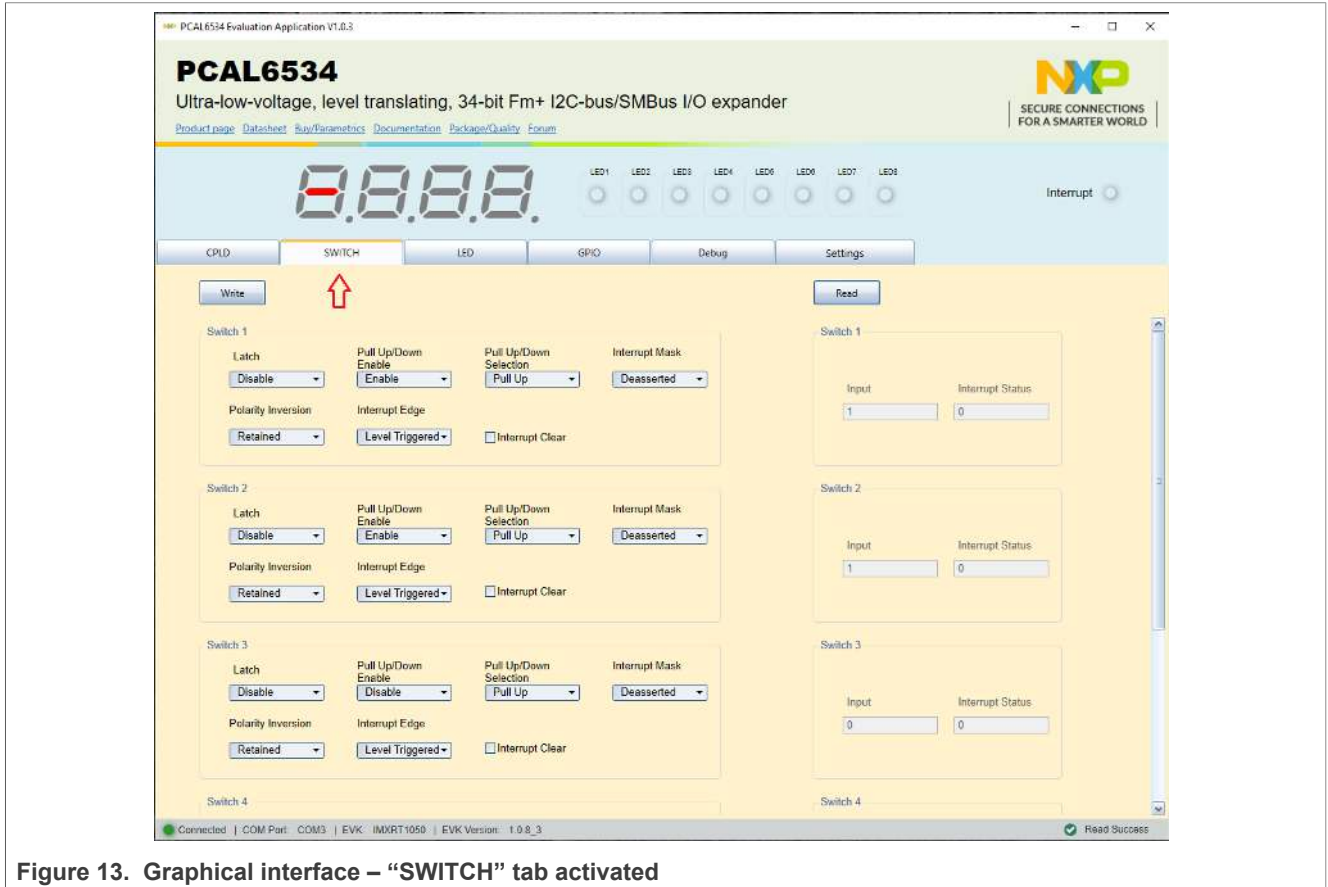 PCAL6534 Evaluation Application V1.0.3
PCAL6534
Ultra-low-voltage, level translating, 34-bit Fm+ I2C-bus/SMBus I/O expander
Product page Datasheet Buy/Parametrics Documentation Package/Quality Forum
NXP
SECURE CONNECTIONS
FOR A SMARTER WORLD
LED1 LED2 LED3 LED4 LED6 LED6 LED7 LED8
Interrupt
CPLD SWITCH LED GPIO Debug Settings
Write Read
Switch 1 Switch 1
Latch Pull Up/Down Enable Pull Up/Down Selection Interrupt Mask
Disable Enable Pull Up Deasserted
Input Interrupt Status
Polarity Inversion Interrupt Edge
1 0
Retained Level Triggered Interrupt Clear
Switch 2 Switch 2
Latch Pull Up/Down Enable Pull Up/Down Selection Interrupt Mask
Disable Enable Pull Up Deasserted
Input Interrupt Status
Polarity Inversion Interrupt Edge
1 0
Retained Level Triggered Interrupt Clear
Switch 3 Switch 3
Latch Pull Up/Down Enable Pull Up/Down Selection Interrupt Mask
Disable Disable Pull Up Deasserted
Input Interrupt Status
Polarity Inversion Interrupt Edge
0 0
Retained Level Triggered Interrupt Clear
Switch 4 Switch 4
Connected | COM Port: COM3 | EVK: IMXRT1050 | EVK Version: 1.0.8_3 Read Success
Figure 13. Graphical interface – “SWITCH” tab activated